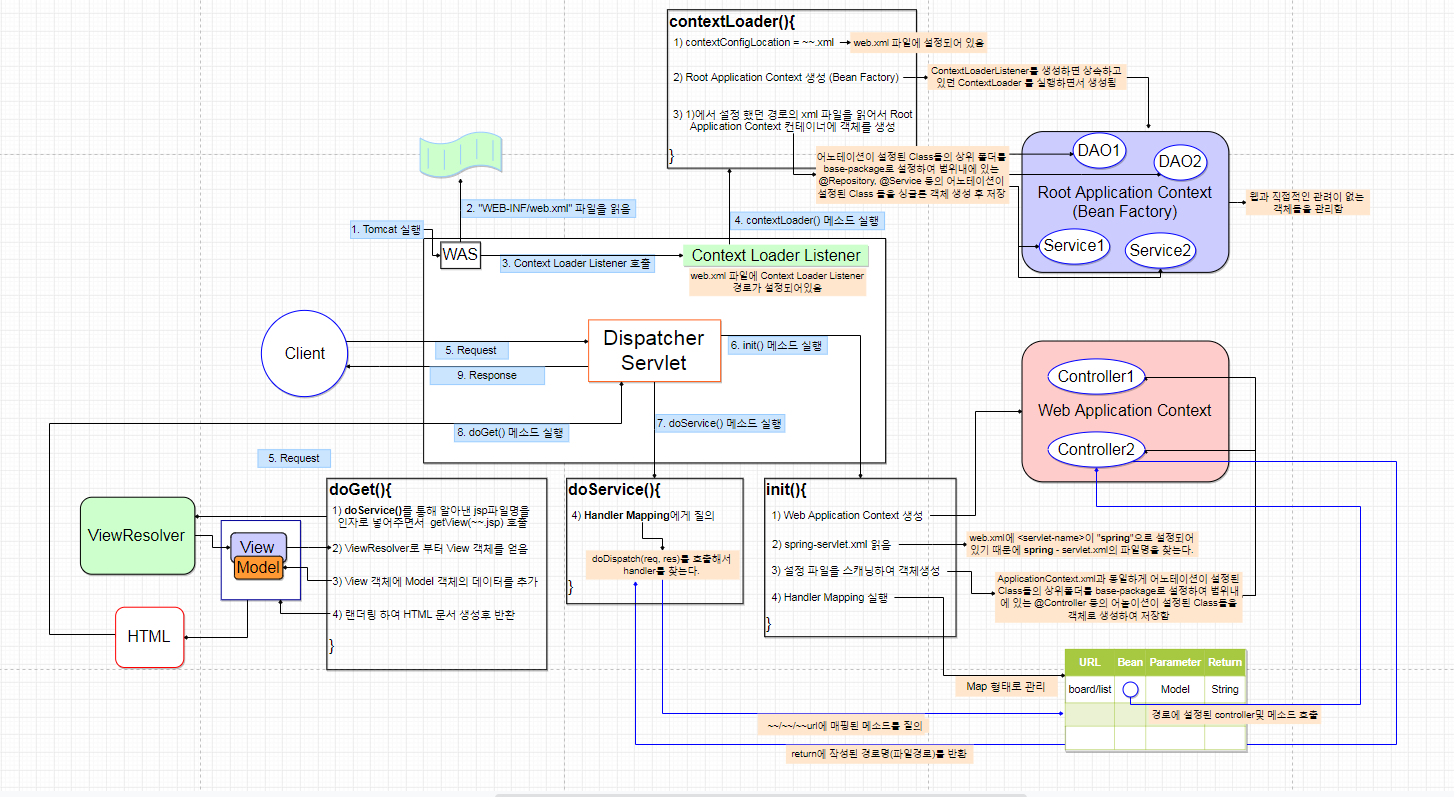 contextLoader(){
1) contextConfigLocation = ~~.xml
web.xml 파일에 설정되어 있음
2) Root Application Context 생성 (Bean Factory)
ContextLoaderListener를 생성하면 상속하고
있던 ContextLoader 를 실행하면서 생성됨
3) 1)에서 설정 했던 경로의 xml 파일을 읽어서 Root
Application Context 컨테이너에 객체를 생성
}
어노테이션이 설정된 Class들의 상위 폴더를
base-package로 설정하여 범위내에 있는
@Repository, @Service 등의 어노테이션이
설정된 Class 들을 싱글톤 객체 생성 후 저장
DAO1
DAO2
Root Application Context
(Bean Factory)
Service1
Service2
웹과 직접적인 관려이 없는
객체들을 관리함
2. "WEB-INF/web.xml" 파일을 읽음
1. Tomcat 실행
4. contextLoader() 메소드 실행
WAS
3. Context Loader Listener 호출
Context Loader Listener
web.xml 파일에 Context Loader Listener
경로가 설정되어있음
Client
5. Request
9. Response
Dispatcher
Servlet
6. init() 메소드 실행
7. doService() 메소드 실행
8. doGet() 메소드 실행
Controller1
Web Application Context
Controller2
5. Request
ViewResolver
View
Model
HTML
doGet(){
1) doService()를 통해 알아낸 jsp파일명을
인자로 넣어주면서 getView(~~.jsp) 호출
2) ViewResolver로 부터 View 객체를 얻음
3) View 객체에 Model 객체의 데이터를 추가
4) 랜더링 하여 HTML 문서 생성후 반환
}
doService(){
4) Handler Mapping에게 질의
doDispatch(req, res)를 호출해서
handler를 찾는다.
}
init(){
1) Web Application Context 생성
2) spring-servlet.xml 읽음
3) 설정 파일을 스캐닝하여 객체생성
4) Handler Mapping 실행
}
web.xml에 <servlet-name>이 "spring"으로 설정되어
있기 때문에 spring - servlet.xml의 파일명을 찾는다.
ApplicationContext.xml과 동일하게 어노테이션이 설정된
Class들의 상위폴더를 base-package로 설정하여 범위내
에 있는 @Controller 등의 어놀이션이 설정된 Class들을
객체로 생성하여 저장함
Map 형태로 관리
URL Bean Parameter Return
board/list Model String
경로에 설정된 controller및 메소드 호출
~~/~~/~~url에 매핑된 메소드를 질의
return에 작성된 경로명(파일경로)를 반환